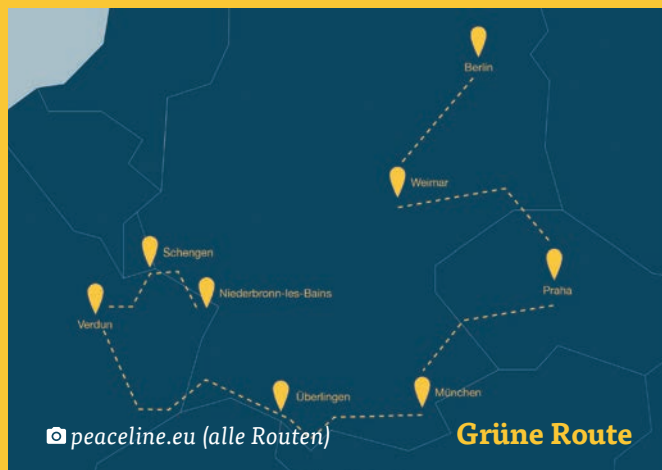 Berlin
Weimar
Schengen
Niederbronn-les-Bains
Praha
Verdun
Überlingen
München
peaceline.eu (alle Routen)
Grüne Route